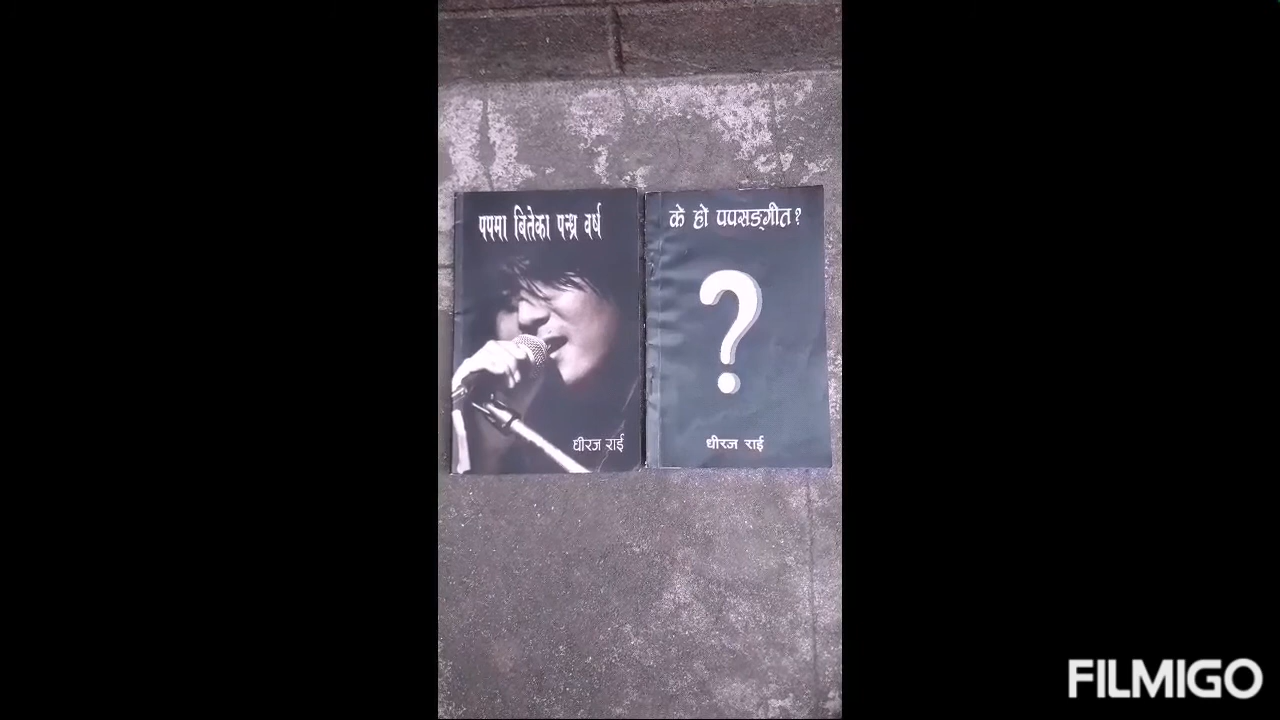 पपमा बितेका पन्ध्र वर्ष
धीरज राई
के हो पपसङ्गीत?
?
धीरज राई
FILMIGO